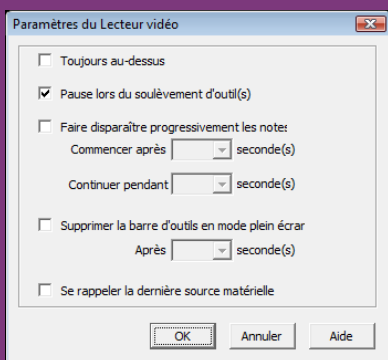 Paramètres du Lecteur vidéo
Toujours au-dessus
Pause lors du soulèvement d'outil(s)
Faire disparaître progressivement les notes
Commencer après seconde(s)
Continuer pendant seconde(s)
Supprimer la barre d'outils en mode plein écrar
Après seconde(s)
Se rappeler la dernière source matérielle
OK Annuler Aide